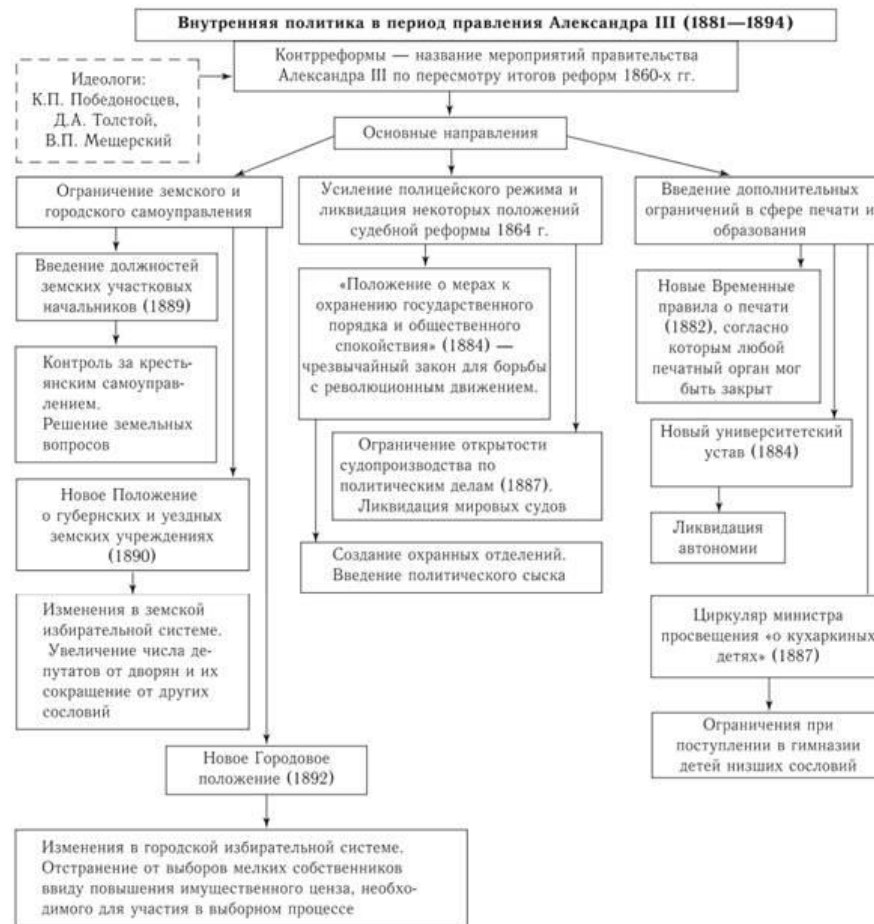 Внутренняя политика в период правления Александра III (1881—1894)
Контрреформы — название мероприятий правительства
Александра III по пересмотру итогов реформ 1860-х гг.
Идеологи:
К.П. Победоносцев,
Д.А. Толстой,
В.П. Мещерский
Основные направления
Ограничение земского и
городского самоуправления
Введение должностей
земских участковых
начальников (1889)
Контроль за кресть-
янским самоуправ-
лением.
Решение земельных
вопросов
Новое Положение
о губернских и уездных
земских учреждениях
(1890)
Изменения в земской
избирательной системе.
Увеличение числа де-
путатов от дворян и их
сокращение от других
сословий
Новое Городовое
положение (1892)
Изменения в городской избирательной системе.
Отстранение от выборов мелких собственников
ввиду повышения имущественного ценза, необхо-
димого для участия в выборном процессе
Усиление полицейского режима и
ликвидация некоторых положений
судебной реформы 1864 г.
«Положение о мерах к
охранению государственного
порядка и общественного
спокойствия» (1884) —
чрезвычайный закон для борьбы
с революционным движением.
Ограничение открытости
судопроизводства по
политическим делам (1887).
Ликвидация мировых судов
Создание охранных отделений.
Введение политического сыска
Введение дополнительных
ограничений в сфере печати и
образования
Новые Временные
правила о печати
(1882), согласно
которым любой
печатный орган мог
быть закрыт
Новый университетский
устав (1884)
Ликвидация
автономии
Циркуляр министра
просвещения «о кухаркиных
детях» (1887)
Ограничения при
поступлении в гимназии
детей низших сословий